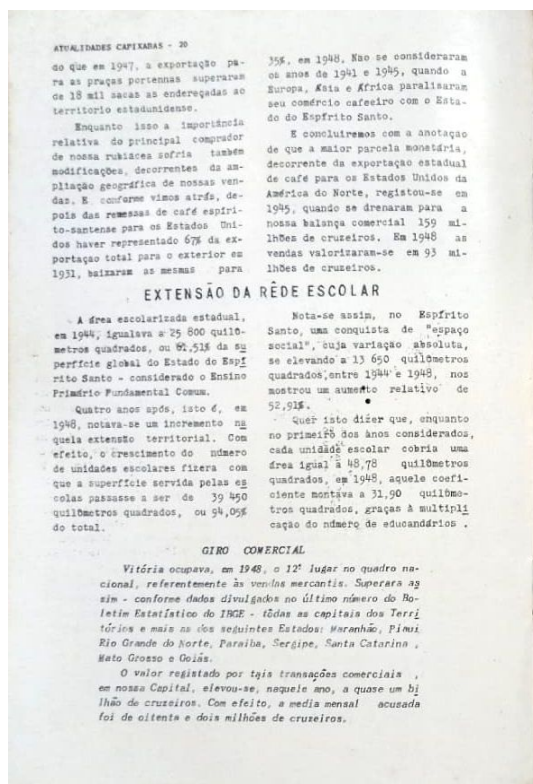 ATUALIDADES CAPIXABAS - 20
do que em 1947, a exportação pa-
ra as praças portennas superaram
de 18 mil sacas as endereçadas ao
territorio estadunidense.
Enquanto isso a importância
relativa do principal comprador
de nossa rubiacea sofria também
modificações, decorrentes da am-
pliação geográfica de nossas ven-
das. E conforme vimos atrás, de-
pois das remessas de café espíri-
to-santense para os Estados Uni-
dos haver representado 67% da ex-
portação total para o exterior em
1931, baixaram as mesmas para
35%, em 1948. Nao se consideraram
os anos de 1941 e 1945, quando a
Europa, Ásia e África paralisaram
seu comércio cafeeiro com o Esta-
do do Espírito Santo.
E concluiremos com a anotação
de que a maior parcela monetária,
decorrente da exportação estadual
de café para os Estados Unidos da
América do Norte, registou-se em
1945, quando se drenaram para a
nossa balança comercial 159 mi-
lhões de cruzeiros. Em 1948 as
vendas valorizaram-se em 93 mi-
lhões de cruzeiros.
EXTENSÃO DA RÊDE ESCOLAR
A área escolarizada estadual,
em 1944, igualava a 25 800 quilô-
metros quadrados, ou 61,51% da su
perfície global do Estado do Espí
rito Santo - considerado o Ensino
Primário Fundamental Comum.
Quatro anos após, isto é, em
1948, notava-se um incremento na
quela extensão territorial. Com
efeito, o crescimento do número
de unidades escolares fizera com
que a superfície servida pelas es
colas passasse a ser de 39 450
quilômetros quadrados, ou 94,05%
do total.
Nota-se assim, no Espírito
Santo, uma conquista de "espaço
social", cuja variação absoluta,
se elevando a 13 650 quilômetros
quadrados entre 1944 e 1948, nos
mostrou um aumento relativo de
52,91%.
Quer isto dizer que, enquanto
no primeiro dos anos considerados,
cada unidade escolar cobria uma
área igual a 48,78 quilômetros
quadrados, em 1948, aquele coefi-
ciente montava a 31,90 quilôme-
tros quadrados, graças à multipli
cação do número de educandários .
GIRO COMERCIAL
Vitória ocupava, em 1948, o 12º lugar no quadro na-
cional, referentemente às vendas mercantis. Superara as
sim - conforme dados divulgados no último número do Bo-
letim Estatístico do IBGE - tôdas as capitais dos Terri
tórios e mais as dos seguintes Estados: Maranhão, Piauí
Rio Grande do Norte, Paraíba, Sergipe, Santa Catarina ,
Mato Grosso e Goiás.
O valor registado por tais transações comerciais ,
em nossa Capital, elevou-se, naquele ano, a quase um bi
lhão de cruzeiros. Com efeito, a media mensal acusada
foi de oitenta e dois milhões de cruzeiros.